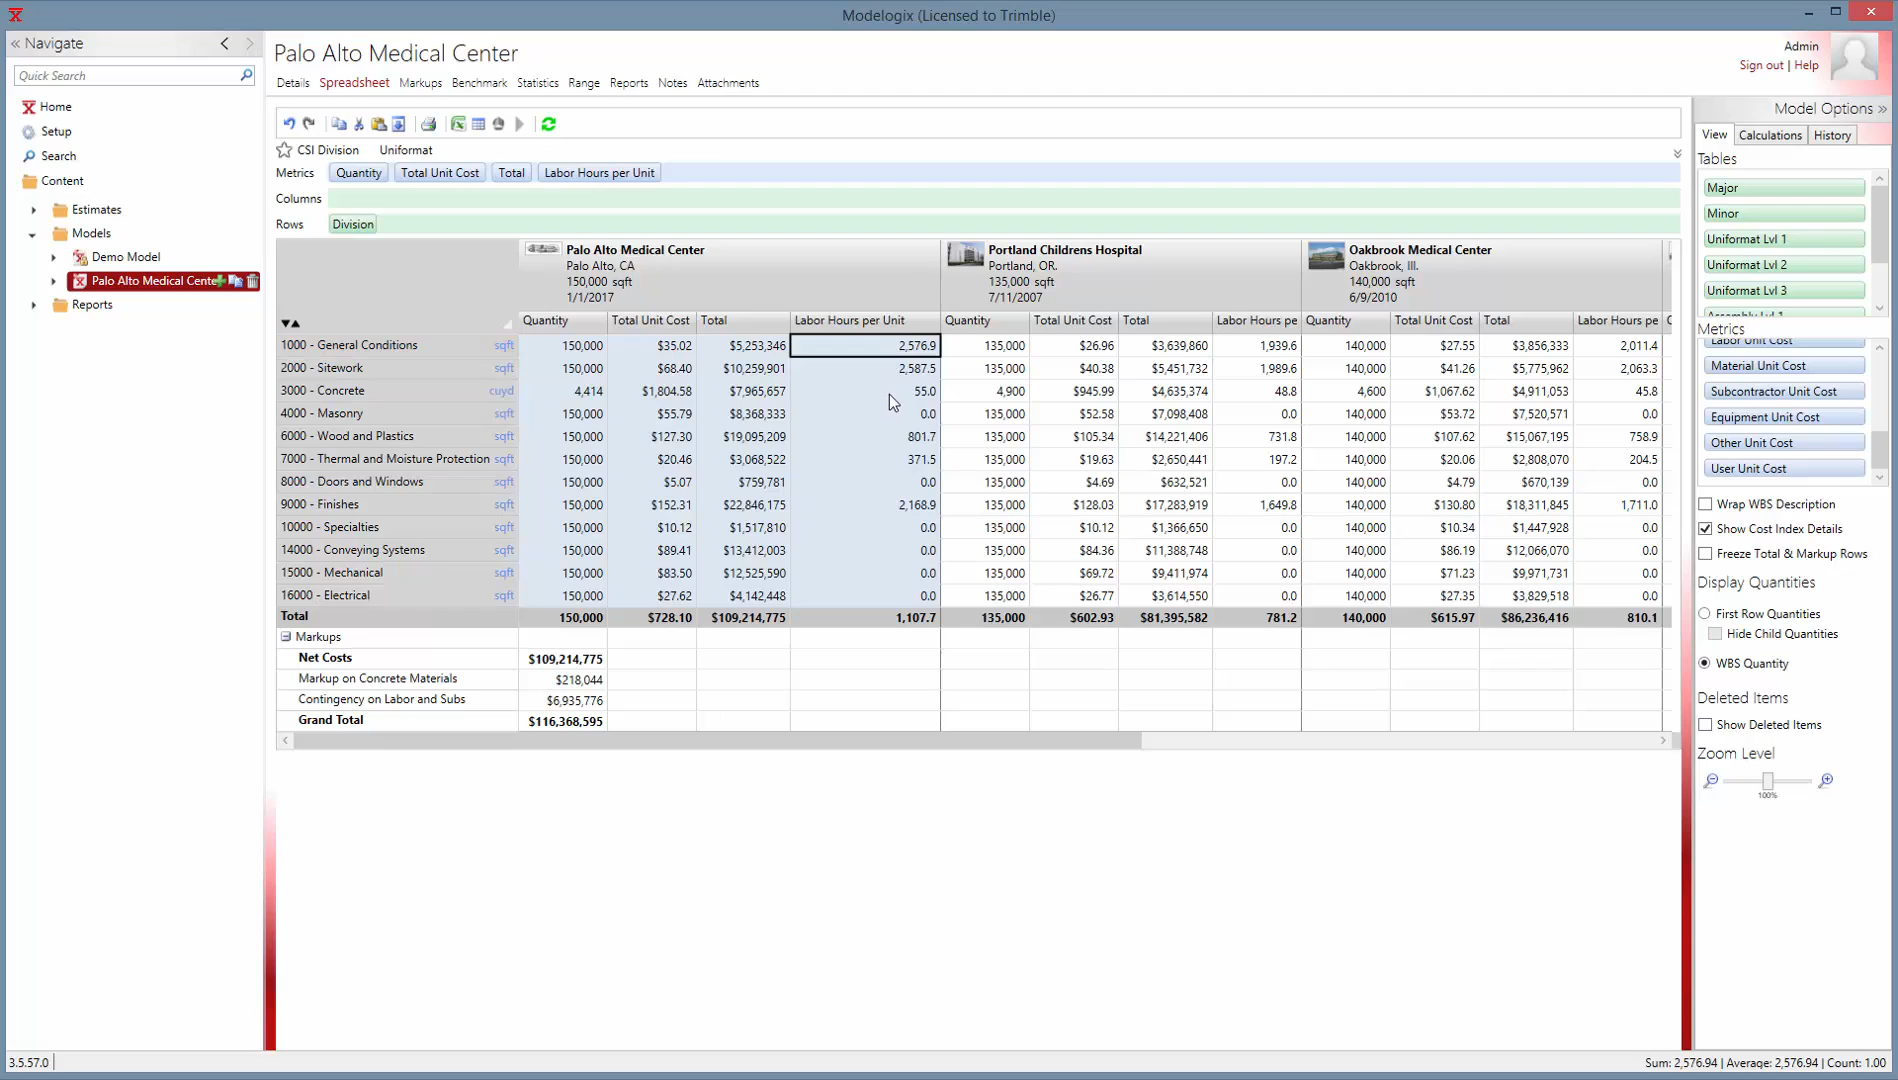 Modelogix (Licensed to Trimble)
« Navigate
Quick Search
Home
Setup
Search
Content
Estimates
Models
Demo Model
Palo Alto Medical Cente
Reports
Palo Alto Medical Center
Details Spreadsheet Markups Benchmark Statistics Range Reports Notes Attachments
Admin
Sign out | Help
CSI Division Uniformat
Metrics Quantity Total Unit Cost Total Labor Hours per Unit
Columns
Rows Division
Palo Alto Medical Center
Palo Alto, CA
150,000 sqft
1/1/2017
Portland Childrens Hospital
Portland, OR.
135,000 sqft
7/11/2007
Oakbrook Medical Center
Oakbrook, Ill.
140,000 sqft
6/9/2010
Quantity Total Unit Cost Total Labor Hours per Unit Quantity Total Unit Cost Total Labor Hours pe Quantity Total Unit Cost Total Labor Hours pe
1000 - General Conditions sqft 150,000 $35.02 $5,253,346 2,576.9 135,000 $26.96 $3,639,860 1,939.6 140,000 $27.55 $3,856,333 2,011.4
2000 - Sitework sqft 150,000 $68.40 $10,259,901 2,587.5 135,000 $40.38 $5,451,732 1,989.6 140,000 $41.26 $5,775,962 2,063.3
3000 - Concrete cuyd 4,414 $1,804.58 $7,965,657 55.0 4,900 $945.99 $4,635,374 48.8 4,600 $1,067.62 $4,911,053 45.8
4000 - Masonry sqft 150,000 $55.79 $8,368,333 0.0 135,000 $52.58 $7,098,408 0.0 140,000 $53.72 $7,520,571 0.0
6000 - Wood and Plastics sqft 150,000 $127.30 $19,095,209 801.7 135,000 $105.34 $14,221,406 731.8 140,000 $107.62 $15,067,195 758.9
7000 - Thermal and Moisture Protection sqft 150,000 $20.46 $3,068,522 371.5 135,000 $19.63 $2,650,441 197.2 140,000 $20.06 $2,808,070 204.5
8000 - Doors and Windows sqft 150,000 $5.07 $759,781 0.0 135,000 $4.69 $632,521 0.0 140,000 $4.79 $670,139 0.0
9000 - Finishes sqft 150,000 $152.31 $22,846,315 2,168.9 135,000 $128.03 $17,283,919 1,649.8 140,000 $130.80 $18,311,845 1,711.0
10000 - Specialties sqft 150,000 $10.12 $1,517,810 0.0 135,000 $10.12 $1,366,650 0.0 140,000 $10.34 $1,447,928 0.0
14000 - Conveying Systems sqft 150,000 $89.41 $13,412,003 0.0 135,000 $84.36 $11,388,748 0.0 140,000 $86.19 $12,066,070 0.0
15000 - Mechanical sqft 150,000 $83.50 $12,525,590 0.0 135,000 $69.72 $9,411,974 0.0 140,000 $71.23 $9,971,731 0.0
16000 - Electrical sqft 150,000 $27.62 $4,142,448 0.0 135,000 $26.77 $3,614,550 0.0 140,000 $27.35 $3,829,518 0.0
Total 150,000 $728.10 $109,214,775 1,107.7 135,000 $602.93 $81,395,582 781.2 140,000 $615.97 $86,236,416 810.1
Markups
Net Costs $109,214,775
Markup on Concrete Materials $218,044
Contingency on Labor and Subs $6,935,776
Grand Total $116,368,595
Model Options »
View Calculations History
Tables
Major
Minor
Uniformat Lvl 1
Uniformat Lvl 2
Uniformat Lvl 3
Assembly Lvl 1
Metrics
Labor Unit Cost
Material Unit Cost
Subcontractor Unit Cost
Equipment Unit Cost
Other Unit Cost
User Unit Cost
Wrap WBS Description
Show Cost Index Details
Freeze Total & Markup Rows
Display Quantities
First Row Quantities
Hide Child Quantities
WBS Quantity
Deleted Items
Show Deleted Items
Zoom Level
100%
3.5.57.0
Sum: 2,576.94 | Average: 2,576.94 | Count: 1.00